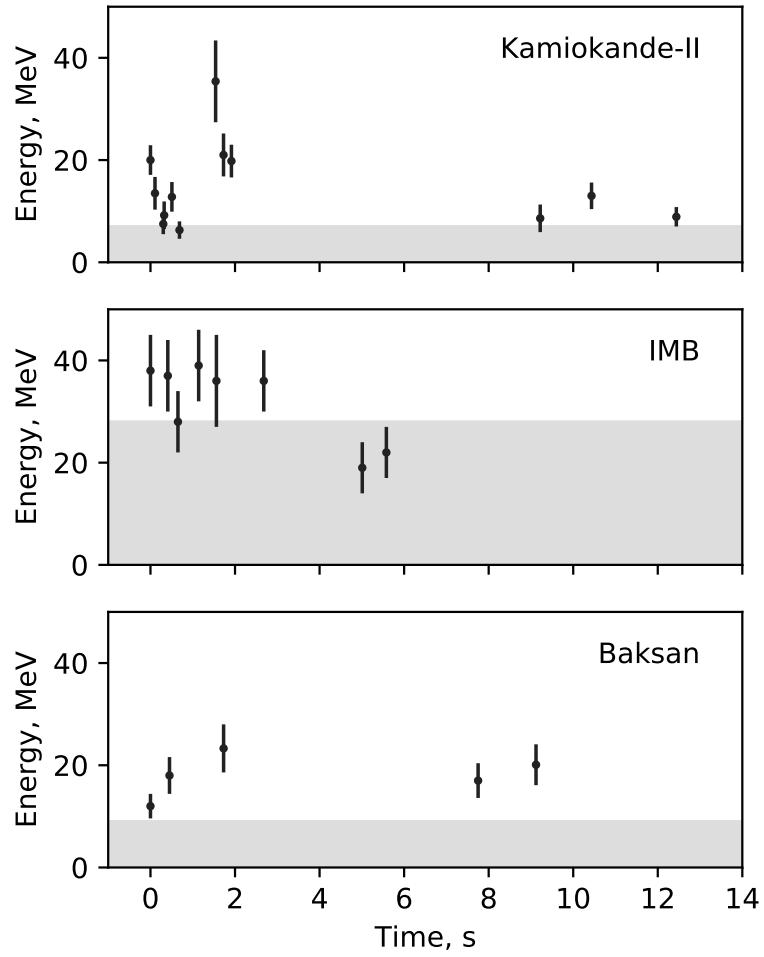 Kamiokande-II
Energy, MeV
40
20
0
IMB
Energy, MeV
40
20
0
Baksan
Energy, MeV
40
20
0
0 2 4 6 8 10 12 14
Time, s